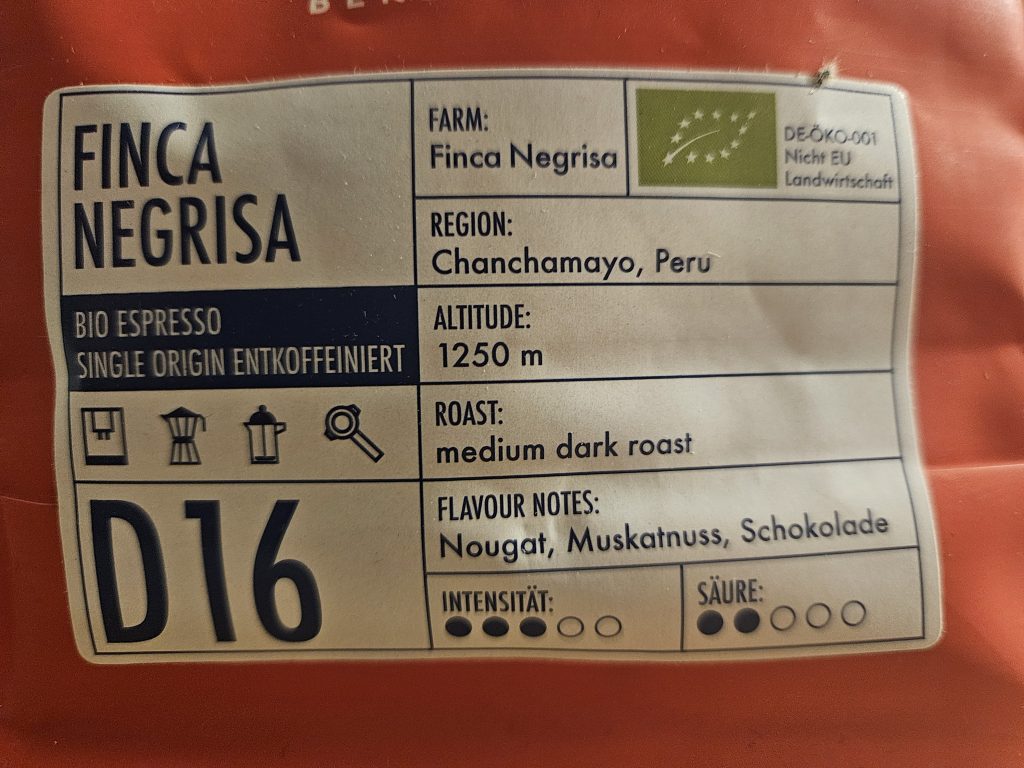 FINCA
NEGRISA
BIO ESPRESSO
SINGLE ORIGIN ENTKOFFEINIERT
D16
FARM:
Finca Negrisa
DE-ÖKO-001
Nicht EU
Landwirtschaft
REGION:
Chanchamayo, Peru
ALTITUDE:
1250 m
ROAST:
medium dark roast
FLAVOUR NOTES:
Nougat, Muskatnuss, Schokolade
INTENSITÄT:
SÄURE: